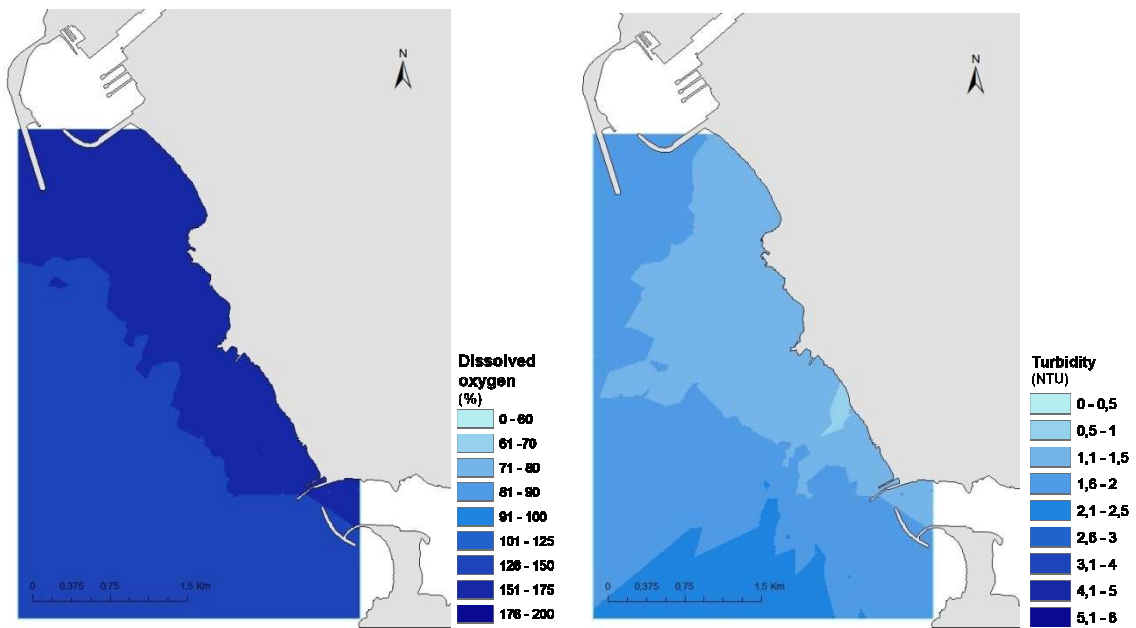 N
Dissolved
oxygen
(%)
0 - 60
61 -70
71 - 80
81 - 90
91 - 100
101 - 125
126 - 150
151 - 175
176 - 200
0 0,375 0,75 1,5 Km
N
Turbidity
(NTU)
0 - 0,5
0,5 - 1
1,1 - 1,5
1,6 - 2
2,1 - 2,5
2,6 - 3
3,1 - 4
4,1 - 5
5,1 - 6
0 0,375 0,75 1,5 Km